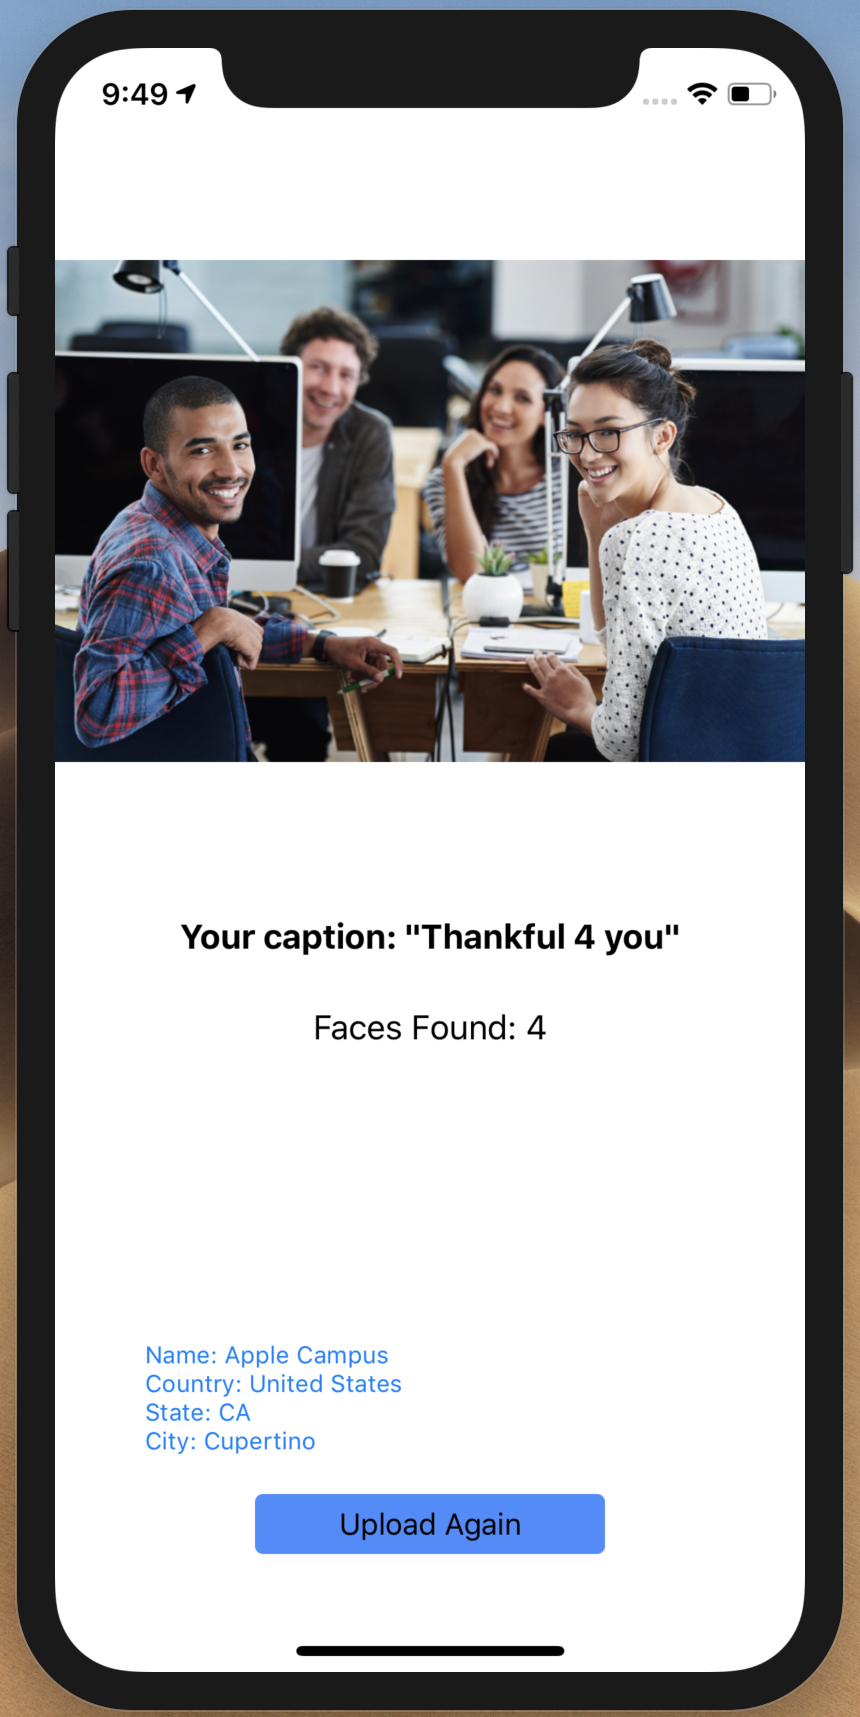 9:49
Your caption: "Thankful 4 you"
Faces Found: 4
Name: Apple Campus
Country: United States
State: CA
City: Cupertino
Upload Again